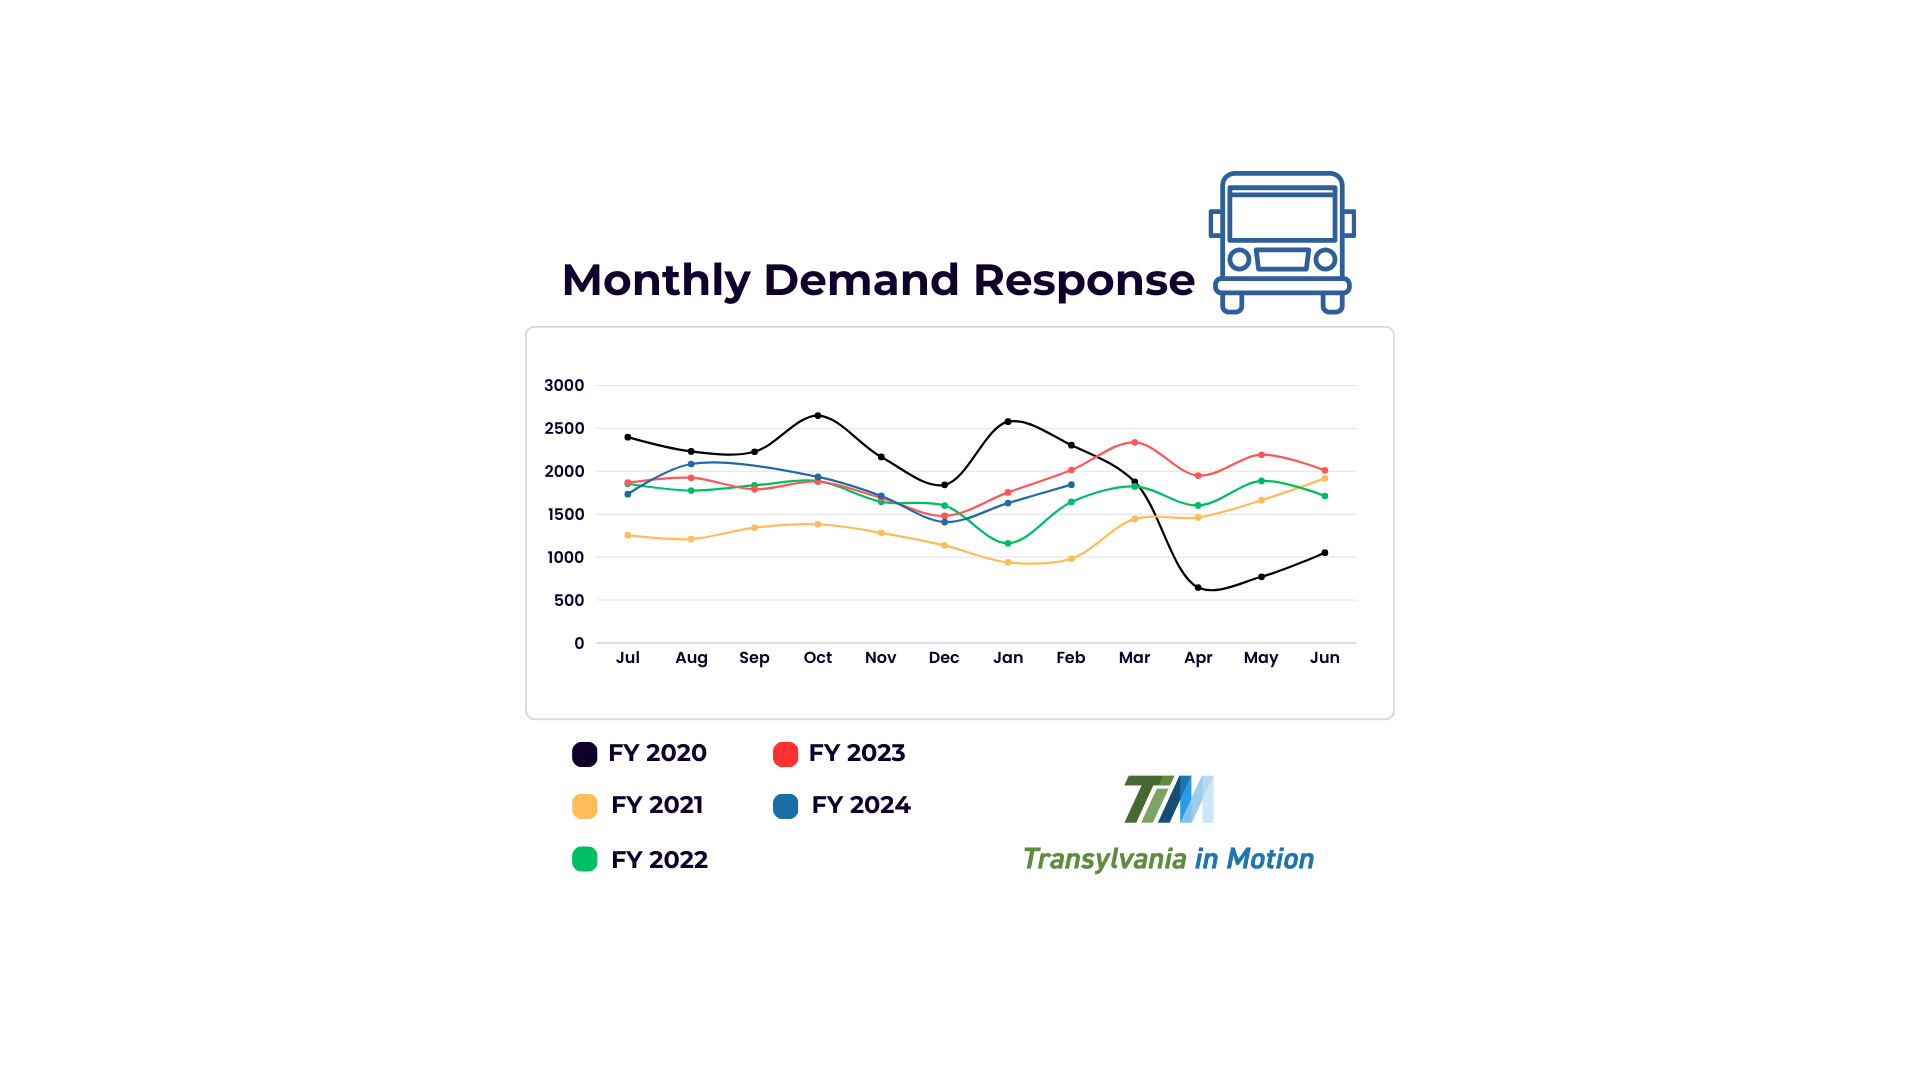 Monthly Demand Response
3000
2500
2000
1500
1000
500
0
Jul Aug Sep Oct Nov Dec Jan Feb Mar Apr May Jun
FY 2020 FY 2023
FY 2021 FY 2024
FY 2022
TiM
Transylvania in Motion